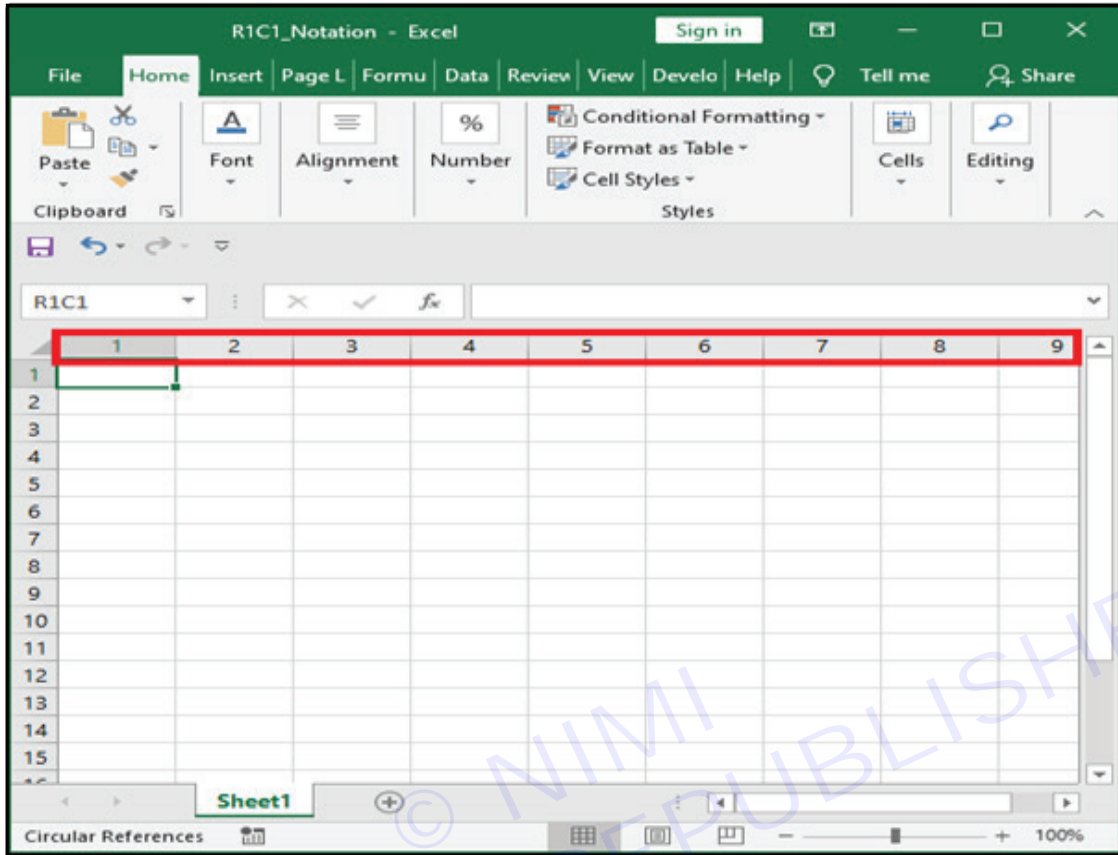 R1C1_Notation - Excel Sign in
File Home Insert Page L Formu Data Review View Develo Help Tell me Share
Paste Font Alignment Number Conditional Formatting Format as Table Cell Styles Cells Editing
Clipboard Styles
R1C1 fx
1 2 3 4 5 6 7 8 9
1
2
3
4
5
6
7
8
9
10
11
12
13
14
15
Sheet1
Circular References 100%
© NIMI